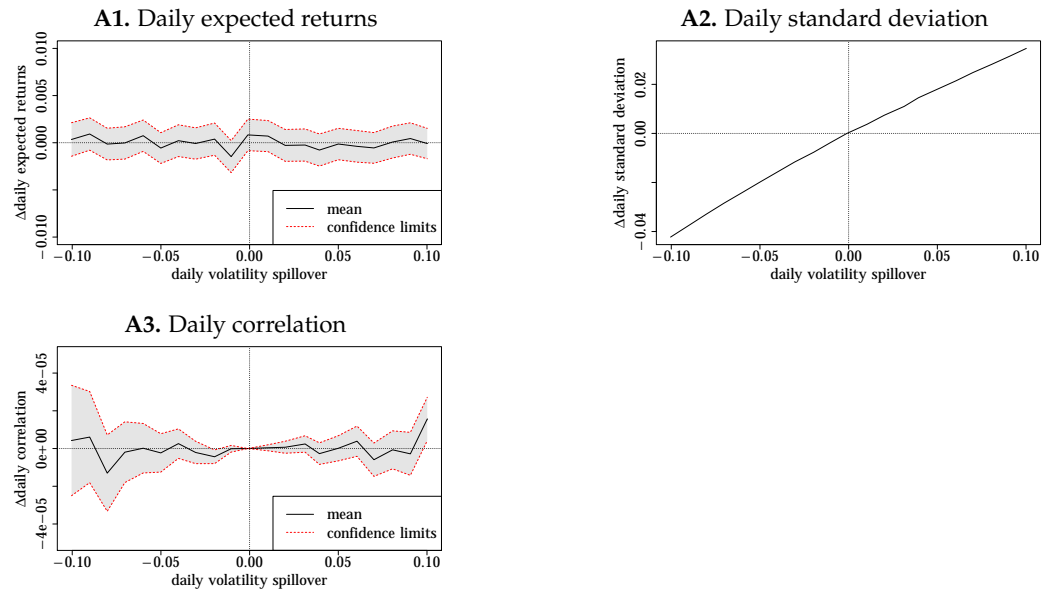 A1. Daily expected returns
0.010
0.005
0.000
−0.010
Δdaily expected returns
mean
confidence limits
−0.10
−0.05
0.00
0.05
0.10
daily volatility spillover
A2. Daily standard deviation
0.02
0.00
−0.04
Δdaily standard deviation
−0.10
−0.05
0.00
0.05
0.10
daily volatility spillover
A3. Daily correlation
4e−05
0e+00
−4e−05
Δdaily correlation
mean
confidence limits
−0.10
−0.05
0.00
0.05
0.10
daily volatility spillover